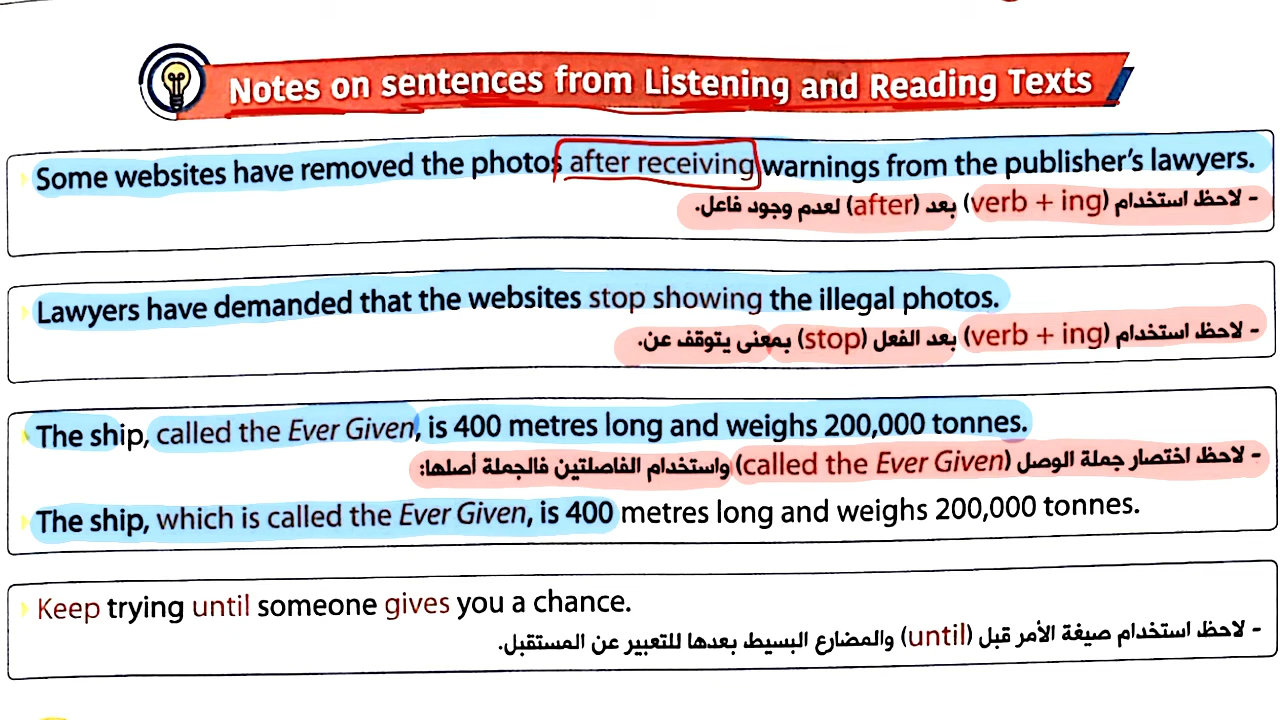 Notes on sentences from Listening and Reading Texts
Some websites have removed the photos after receiving warnings from the publisher's lawyers.
- لاحظ استخدام (verb + ing) بعد (after) لعدم وجود فاعل.
Lawyers have demanded that the websites stop showing the illegal photos.
- لاحظ استخدام (verb + ing) بعد الفعل (stop) بمعنى يتوقف عن.
The ship, called the Ever Given, is 400 metres long and weighs 200,000 tonnes.
- لاحظ اختصار جملة الوصل (called the Ever Given) واستخدام الفاصلتين فالجملة أصلها:
The ship, which is called the Ever Given, is 400 metres long and weighs 200,000 tonnes.
Keep trying until someone gives you a chance.
- لاحظ استخدام صيغة الأمر قبل (until) والمضارع البسيط بعدها للتعبير عن المستقبل.